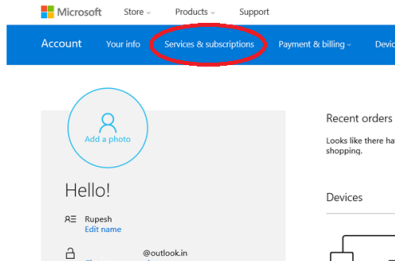 Microsoft Store Products Support
Account Your info Services & subscriptions Payment & billing
Add a photo
Recent orders
Looks like there
shopping.
Hello!
Devices
Rupesh
Edit name
@outlook.in